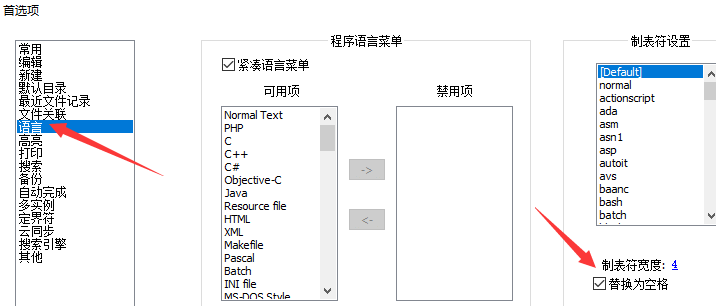 首选项
常用
编辑
新建
默认目录
最近文件记录
文件关联
语言
高亮
打印
搜索
备份
自动完成
多实例
定界符
云同步
搜索引擎
其他
程序语言菜单
紧凑语言菜单
可用项
Normal Text
PHP
C
C++
C#
Objective-C
Java
Resource file
HTML
XML
Makefile
Pascal
Batch
INI file
MS-DOS Style
->
<-
禁用项
制表符设置
[Default]
normal
actionscript
ada
asm
asn1
asp
autoit
avs
baanc
bash
batch
制表符宽度: 4
替换为空格